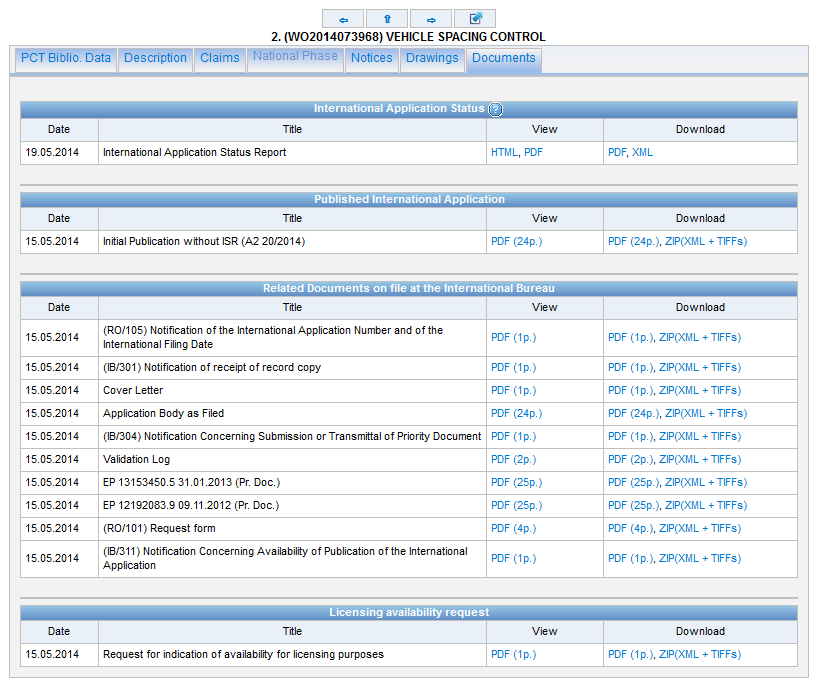 2. (WO2014073968) VEHICLE SPACING CONTROL
PCT Biblio. Data Description Claims National Phase Notices Drawings Documents
International Application Status ?
Date Title View Download
19.05.2014 International Application Status Report HTML, PDF PDF, XML
Published International Application
Date Title View Download
15.05.2014 Initial Publication without ISR (A2 20/2014) PDF (24p.) PDF (24p.), ZIP(XML + TIFFs)
Related Documents on file at the International Bureau
Date Title View Download
15.05.2014 (RO/105) Notification of the International Application Number and of the
International Filing Date PDF (1p.) PDF (1p.), ZIP(XML + TIFFs)
15.05.2014 (IB/301) Notification of receipt of record copy PDF (1p.) PDF (1p.), ZIP(XML + TIFFs)
15.05.2014 Cover Letter PDF (1p.) PDF (1p.), ZIP(XML + TIFFs)
15.05.2014 Application Body as Filed PDF (24p.) PDF (24p.), ZIP(XML + TIFFs)
15.05.2014 (IB/304) Notification Concerning Submission or Transmittal of Priority Document PDF (1p.) PDF (1p.), ZIP(XML + TIFFs)
15.05.2014 Validation Log PDF (2p.) PDF (2p.), ZIP(XML + TIFFs)
15.05.2014 EP 13153450.5 31.01.2013 (Pr. Doc.) PDF (25p.) PDF (25p.), ZIP(XML + TIFFs)
15.05.2014 EP 12192083.9 09.11.2012 (Pr. Doc.) PDF (25p.) PDF (25p.), ZIP(XML + TIFFs)
15.05.2014 (RO/101) Request form PDF (4p.) PDF (4p.), ZIP(XML + TIFFs)
15.05.2014 (IB/311) Notification Concerning Availability of Publication of the International
Application PDF (1p.) PDF (1p.), ZIP(XML + TIFFs)
Licensing availability request
Date Title View Download
15.05.2014 Request for indication of availability for licensing purposes PDF (1p.) PDF (1p.), ZIP(XML + TIFFs)